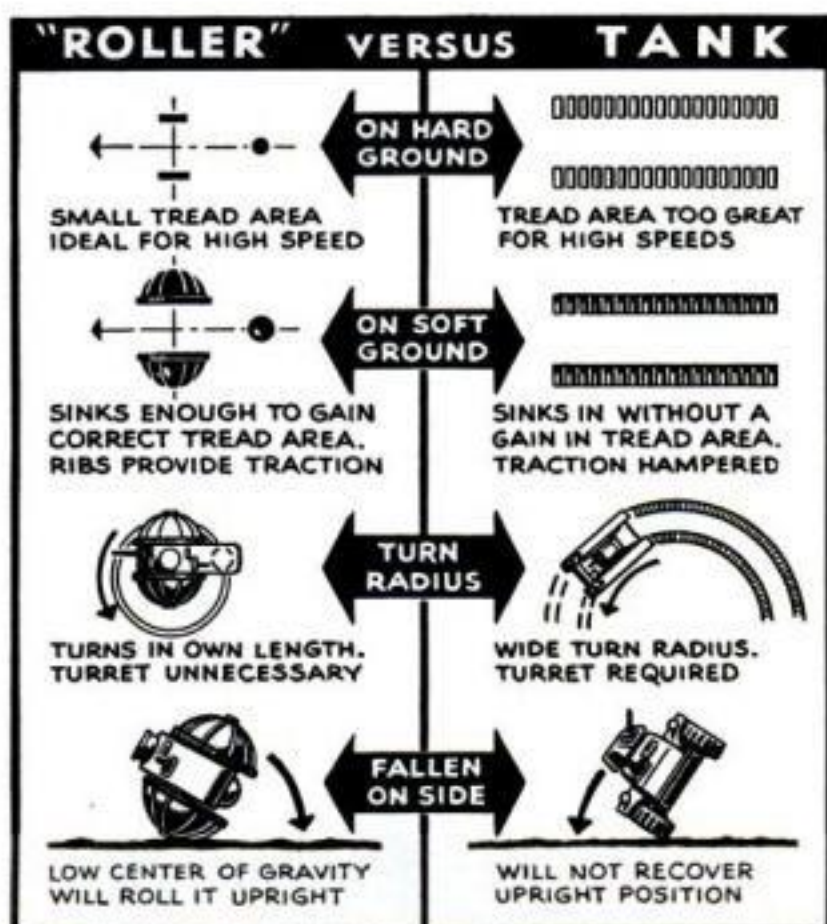 "ROLLER" VERSUS TANK
ON HARD
GROUND
SMALL TREAD AREA
IDEAL FOR HIGH SPEED
TREAD AREA TOO GREAT
FOR HIGH SPEEDS
ON SOFT
GROUND
SINKS ENOUGH TO GAIN
CORRECT TREAD AREA.
RIBS PROVIDE TRACTION
SINKS IN WITHOUT A
GAIN IN TREAD AREA.
TRACTION HAMPERED
TURN
RADIUS
TURNS IN OWN LENGTH.
TURRET UNNECESSARY
WIDE TURN RADIUS.
TURRET REQUIRED
FALLEN
ON SIDE
LOW CENTER OF GRAVITY
WILL ROLL IT UPRIGHT
WILL NOT RECOVER
UPRIGHT POSITION